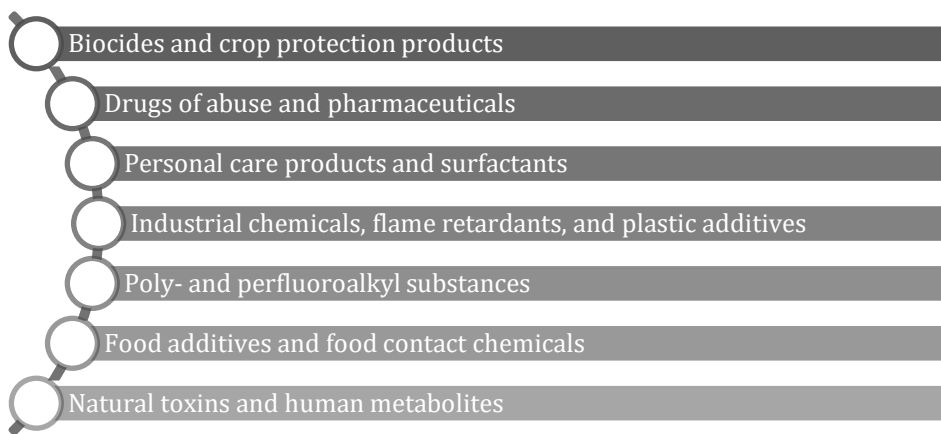 Biocides and crop protection products
Drugs of abuse and pharmaceuticals
Personal care products and surfactants
Industrial chemicals, flame retardants, and plastic additives
Poly- and perfluoroalkyl substances
Food additives and food contact chemicals
Natural toxins and human metabolites